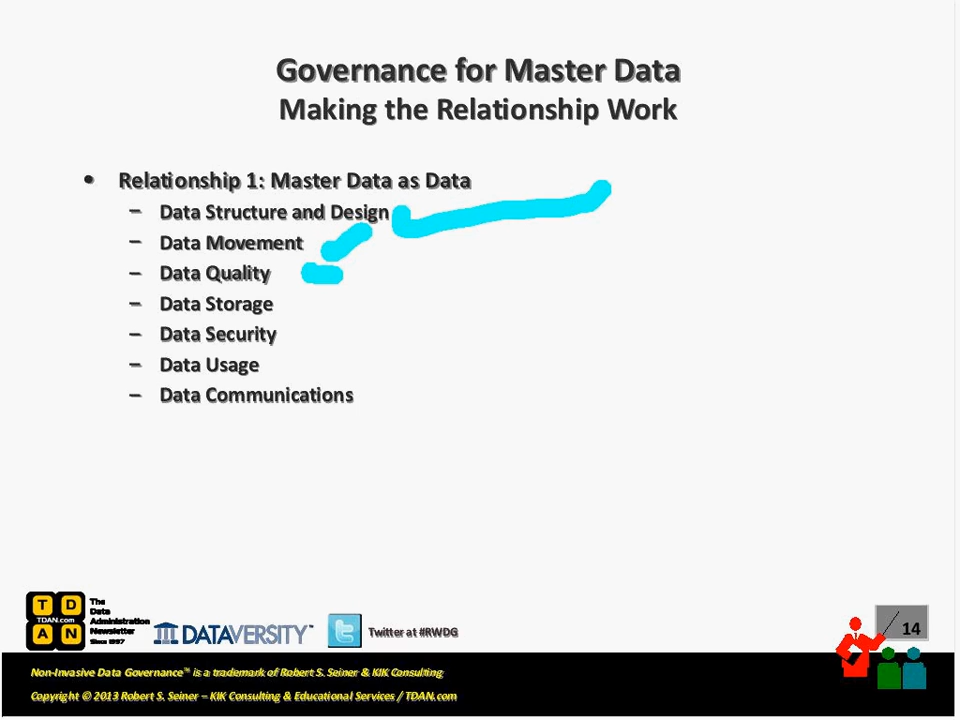 Governance for Master Data
Making the Relationship Work
• Relationship 1: Master Data as Data
– Data Structure and Design
– Data Movement
– Data Quality
– Data Storage
– Data Security
– Data Usage
– Data Communications
T D
TDAN.com
A N
The
Data
Administration
Newsletter
Since 1997
DATAVERSITY™
Twitter at #RWDG
14
Non-Invasive Data Governance™ is a trademark of Robert S. Seiner & KIK Consulting
Copyright © 2013 Robert S. Seiner – KIK Consulting & Educational Services / TDAN.com